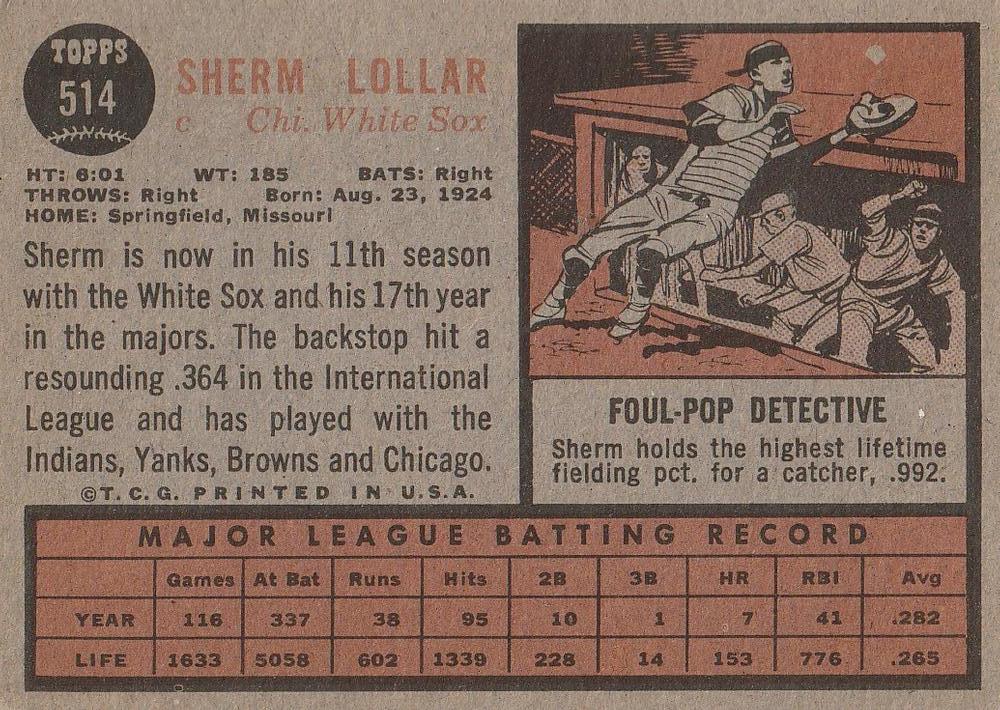 TOPPS
514
SHERM LOLLAR
c Chi. White Sox
HT: 6:01 WT: 185 BATS: Right
THROWS: Right Born: Aug. 23, 1924
HOME: Springfield, Missouri
Sherm is now in his 11th season
with the White Sox and his 17th year
in the majors. The backstop hit a
resounding .364 in the International
League and has played with the
Indians, Yanks, Browns and Chicago.
©T.C.G. PRINTED IN U.S.A.
FOUL-POP DETECTIVE
Sherm holds the highest lifetime
fielding pct. for a catcher, .992.
MAJOR LEAGUE BATTING RECORD
Games At Bat Runs Hits 2B 3B HR RBI Avg
YEAR 116 337 38 95 10 1 7 41 .282
LIFE 1633 5058 602 1339 228 14 153 776 .265